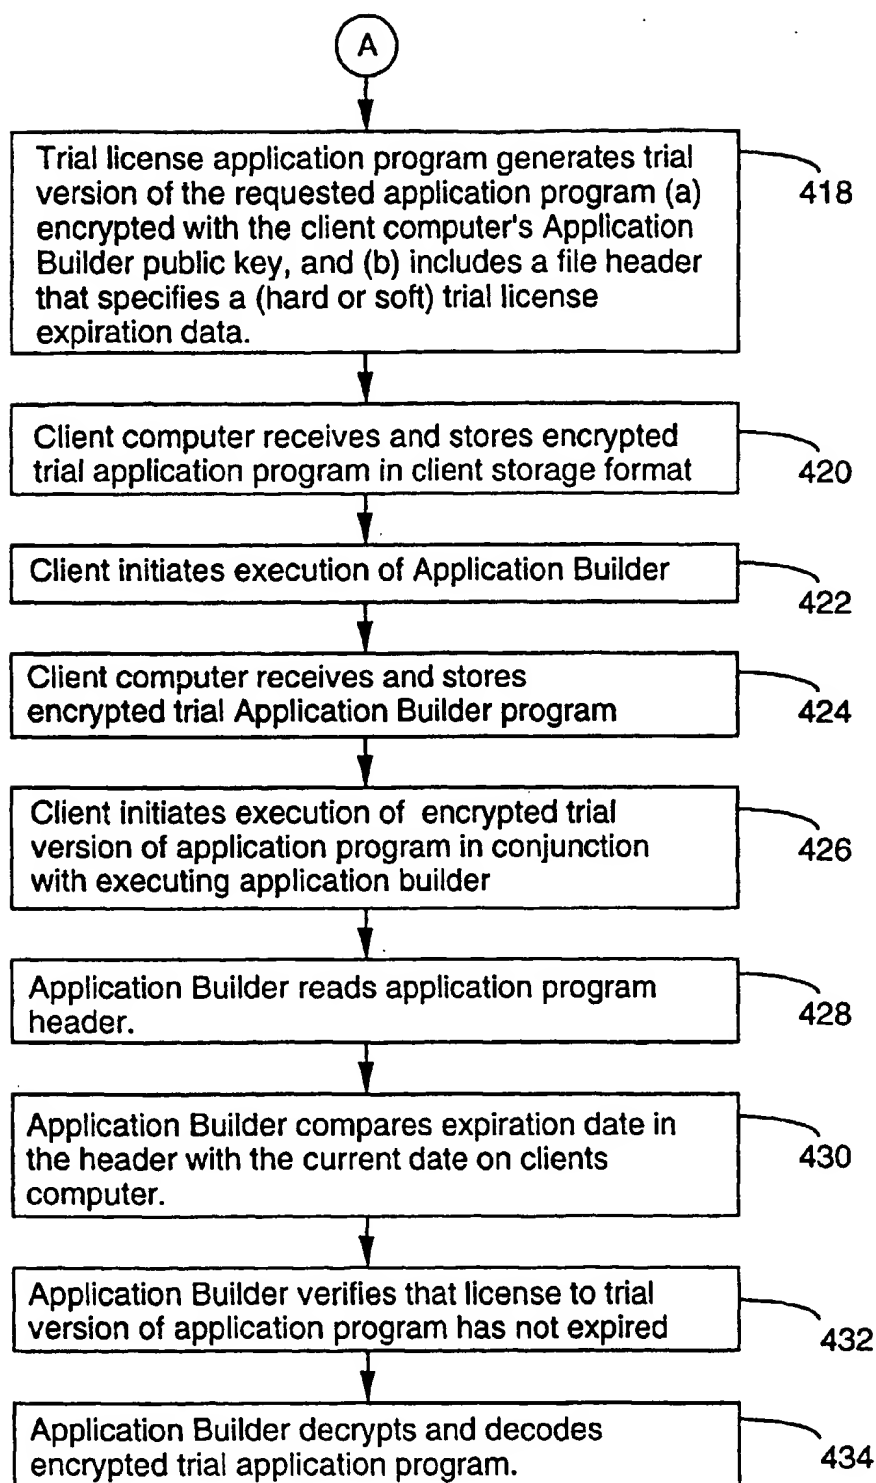 A
Trial license application program generates trial
version of the requested application program (a)
encrypted with the client computer's Application
Builder public key, and (b) includes a file header
that specifies a (hard or soft) trial license
expiration data.
418
Client computer receives and stores encrypted
trial application program in client storage format
420
Client initiates execution of Application Builder
422
Client computer receives and stores
encrypted trial Application Builder program
424
Client initiates execution of encrypted trial
version of application program in conjunction
with executing application builder
426
Application Builder reads application program
header.
428
Application Builder compares expiration date in
the header with the current date on clients
computer.
430
Application Builder verifies that license to trial
version of application program has not expired
432
Application Builder decrypts and decodes
encrypted trial application program.
434